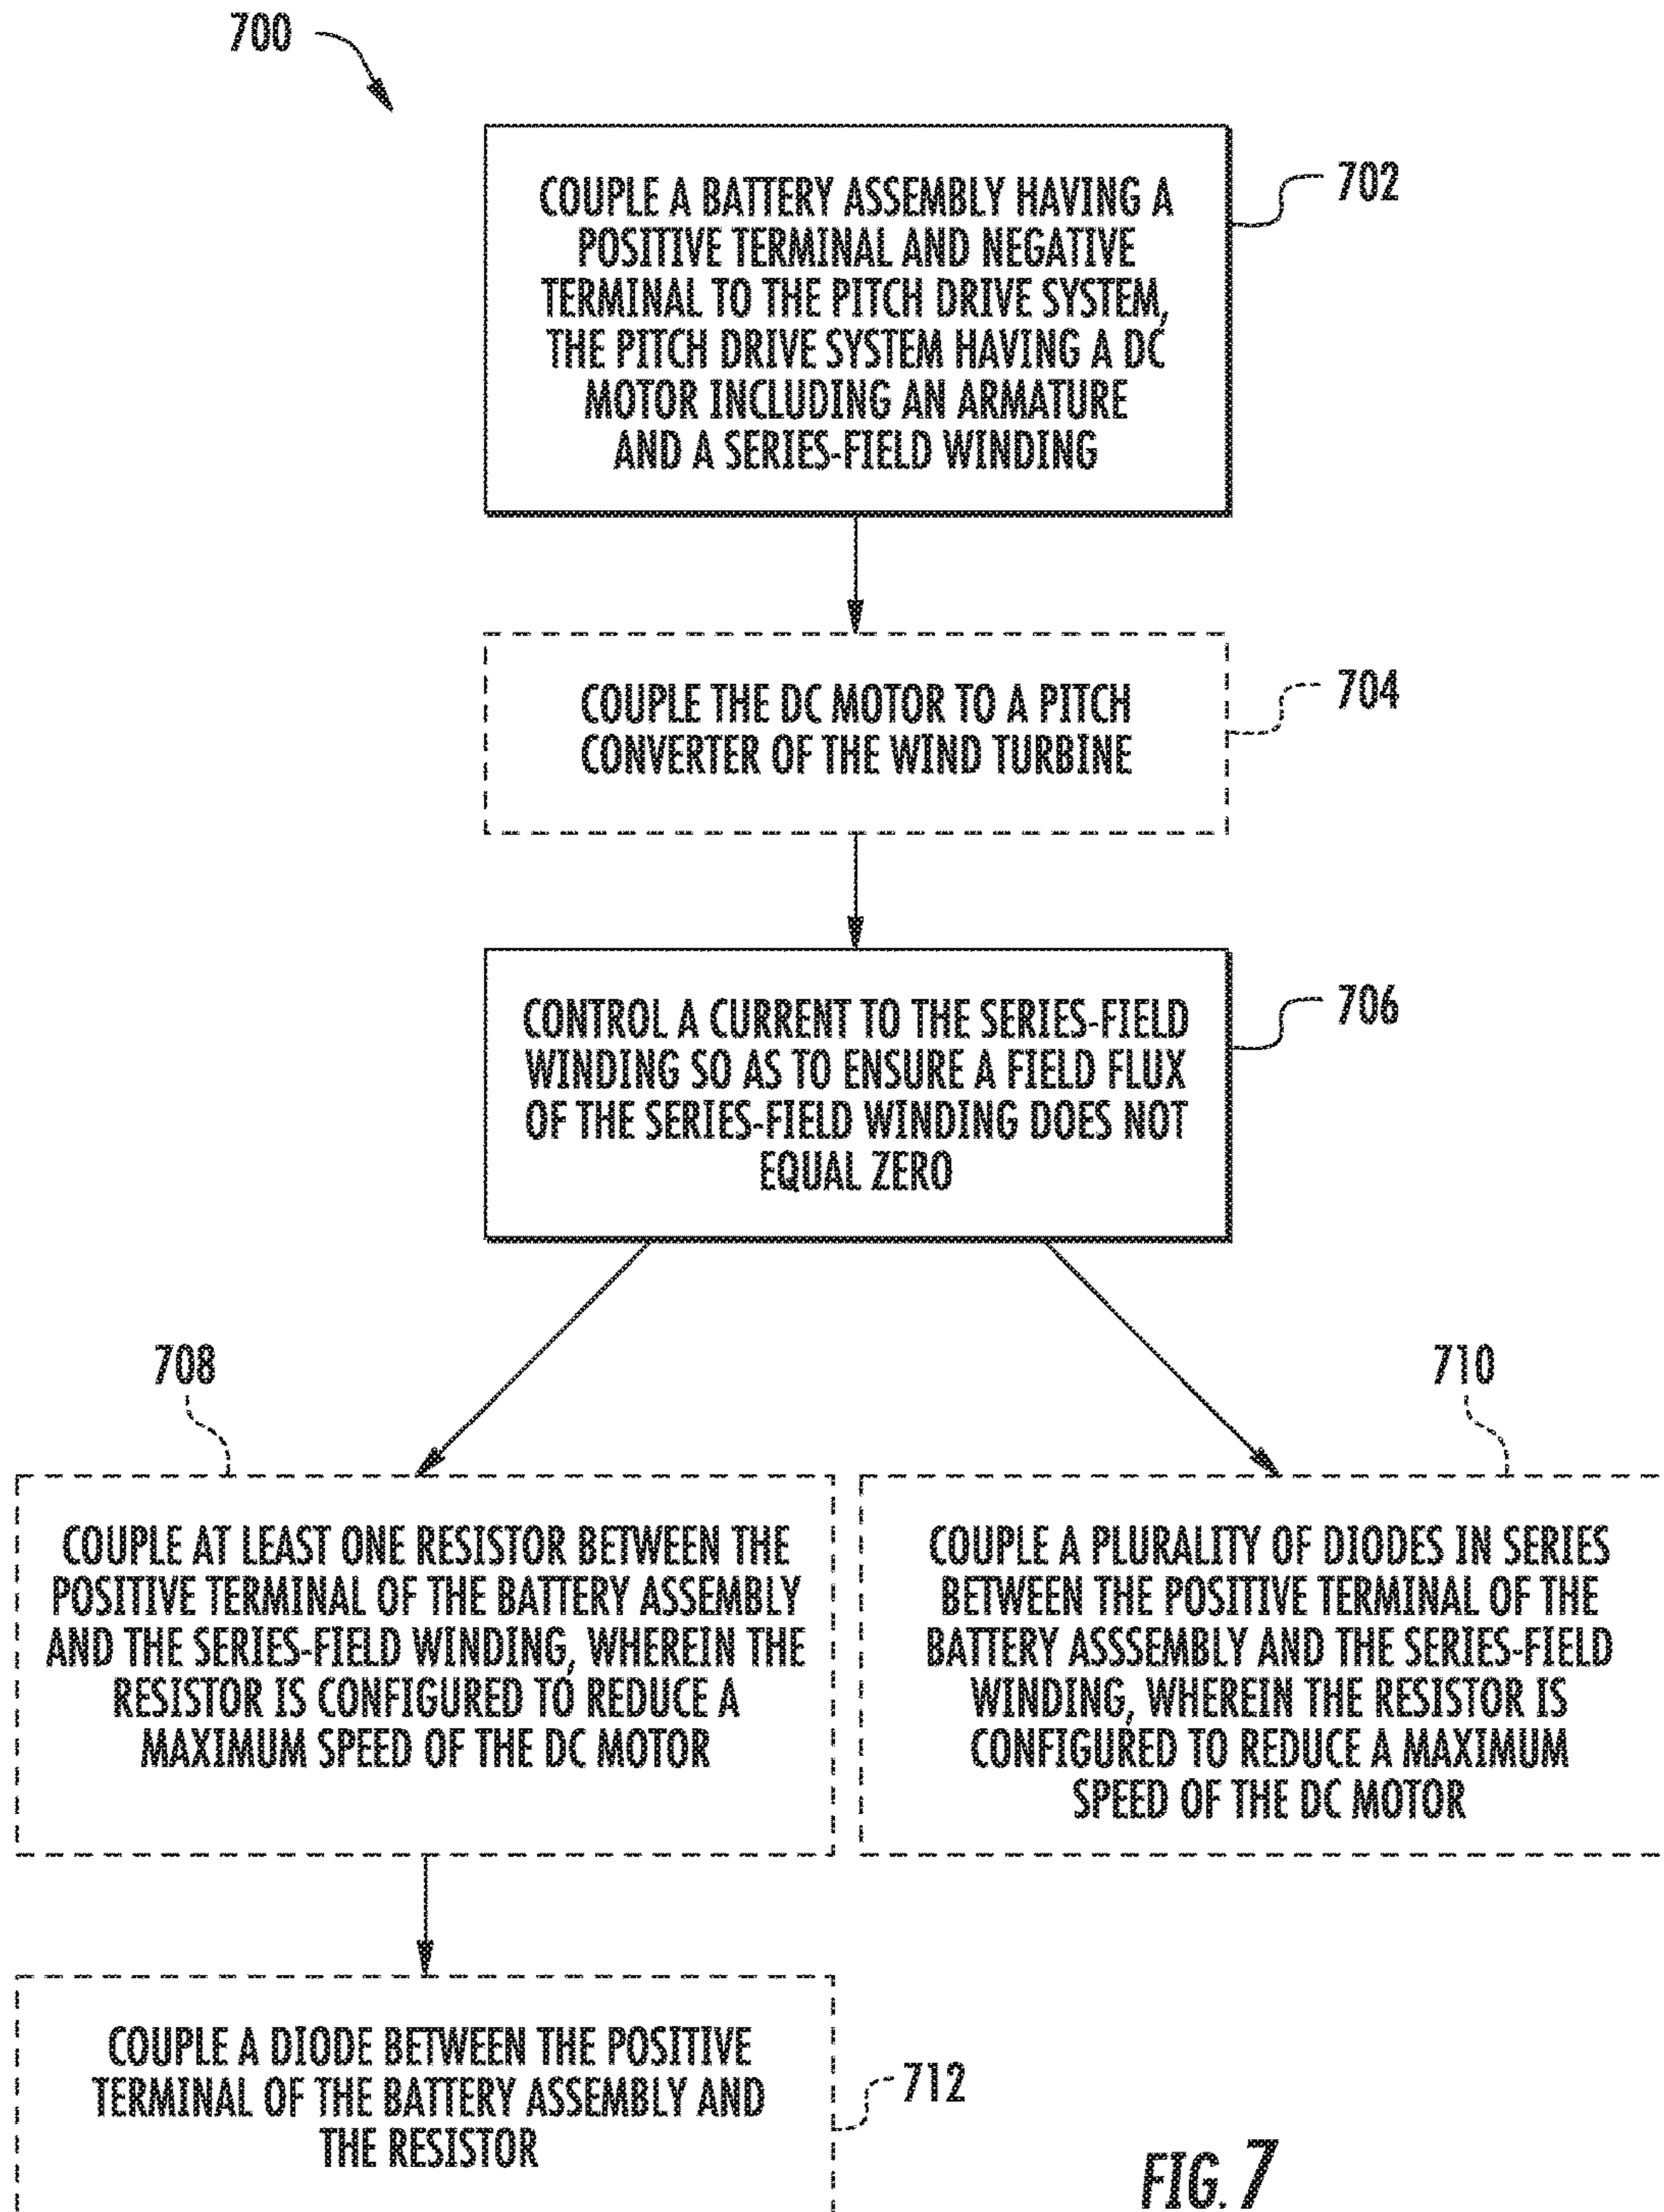 700
COUPLE A BATTERY ASSEMBLY HAVING A
POSITIVE TERMINAL AND NEGATIVE
TERMINAL TO THE PITCH DRIVE SYSTEM,
THE PITCH DRIVE SYSTEM HAVING A DC
MOTOR INCLUDING AN ARMATURE
AND A SERIES-FIELD WINDING
702
COUPLE THE DC MOTOR TO A PITCH
CONVERTER OF THE WIND TURBINE
704
CONTROL A CURRENT TO THE SERIES-FIELD
WINDING SO AS TO ENSURE A FIELD FLUX
OF THE SERIES-FIELD WINDING DOES NOT
EQUAL ZERO
706
708
COUPLE AT LEAST ONE RESISTOR BETWEEN THE
POSITIVE TERMINAL OF THE BATTERY ASSEMBLY
AND THE SERIES-FIELD WINDING, WHEREIN THE
RESISTOR IS CONFIGURED TO REDUCE A
MAXIMUM SPEED OF THE DC MOTOR
710
COUPLE A PLURALITY OF DIODES IN SERIES
BETWEEN THE POSITIVE TERMINAL OF THE
BATTERY ASSSEMBLY AND THE SERIES-FIELD
WINDING, WHEREIN THE RESISTOR IS
CONFIGURED TO REDUCE A MAXIMUM
SPEED OF THE DC MOTOR
COUPLE A DIODE BETWEEN THE POSITIVE
TERMINAL OF THE BATTERY ASSEMBLY AND
THE RESISTOR
712
FIG. 7